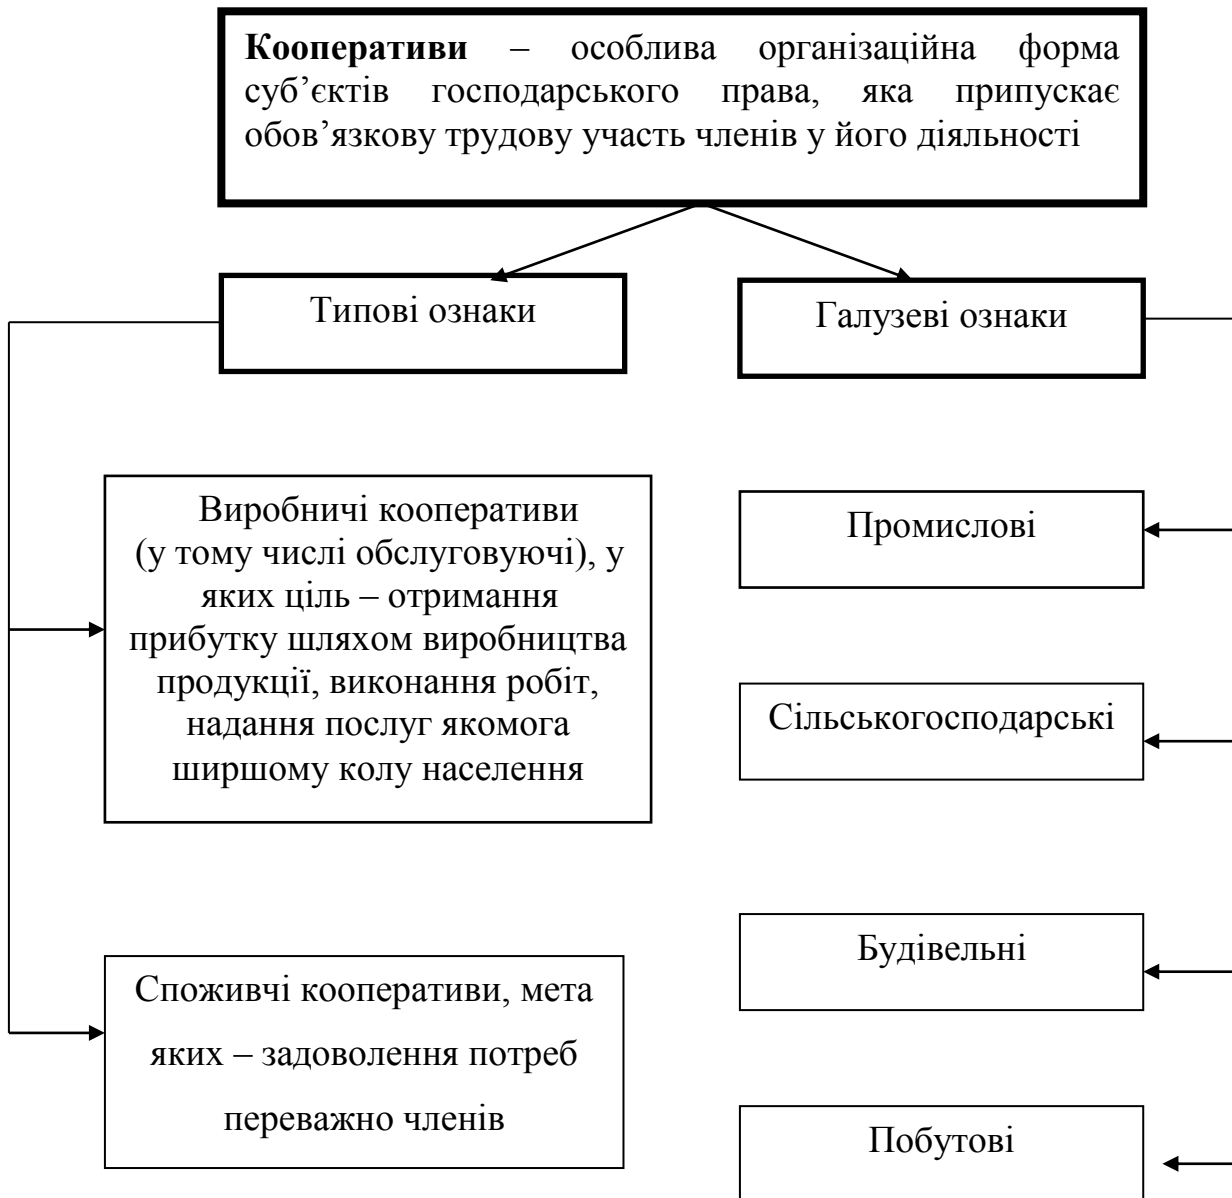 Кооперативи – особлива організаційна форма
суб’єктів господарського права, яка припускає
обов’язкову трудову участь членів у його діяльності
Типові ознаки
Галузеві ознаки
Виробничі кооперативи
(у тому числі обслуговуючі), у
яких ціль – отримання
прибутку шляхом виробництва
продукції, виконання робіт,
надання послуг якомога
ширшому колу населення
Споживчі кооперативи, мета
яких – задоволення потреб
переважно членів
Промислові
Сільськогосподарські
Будівельні
Побутові